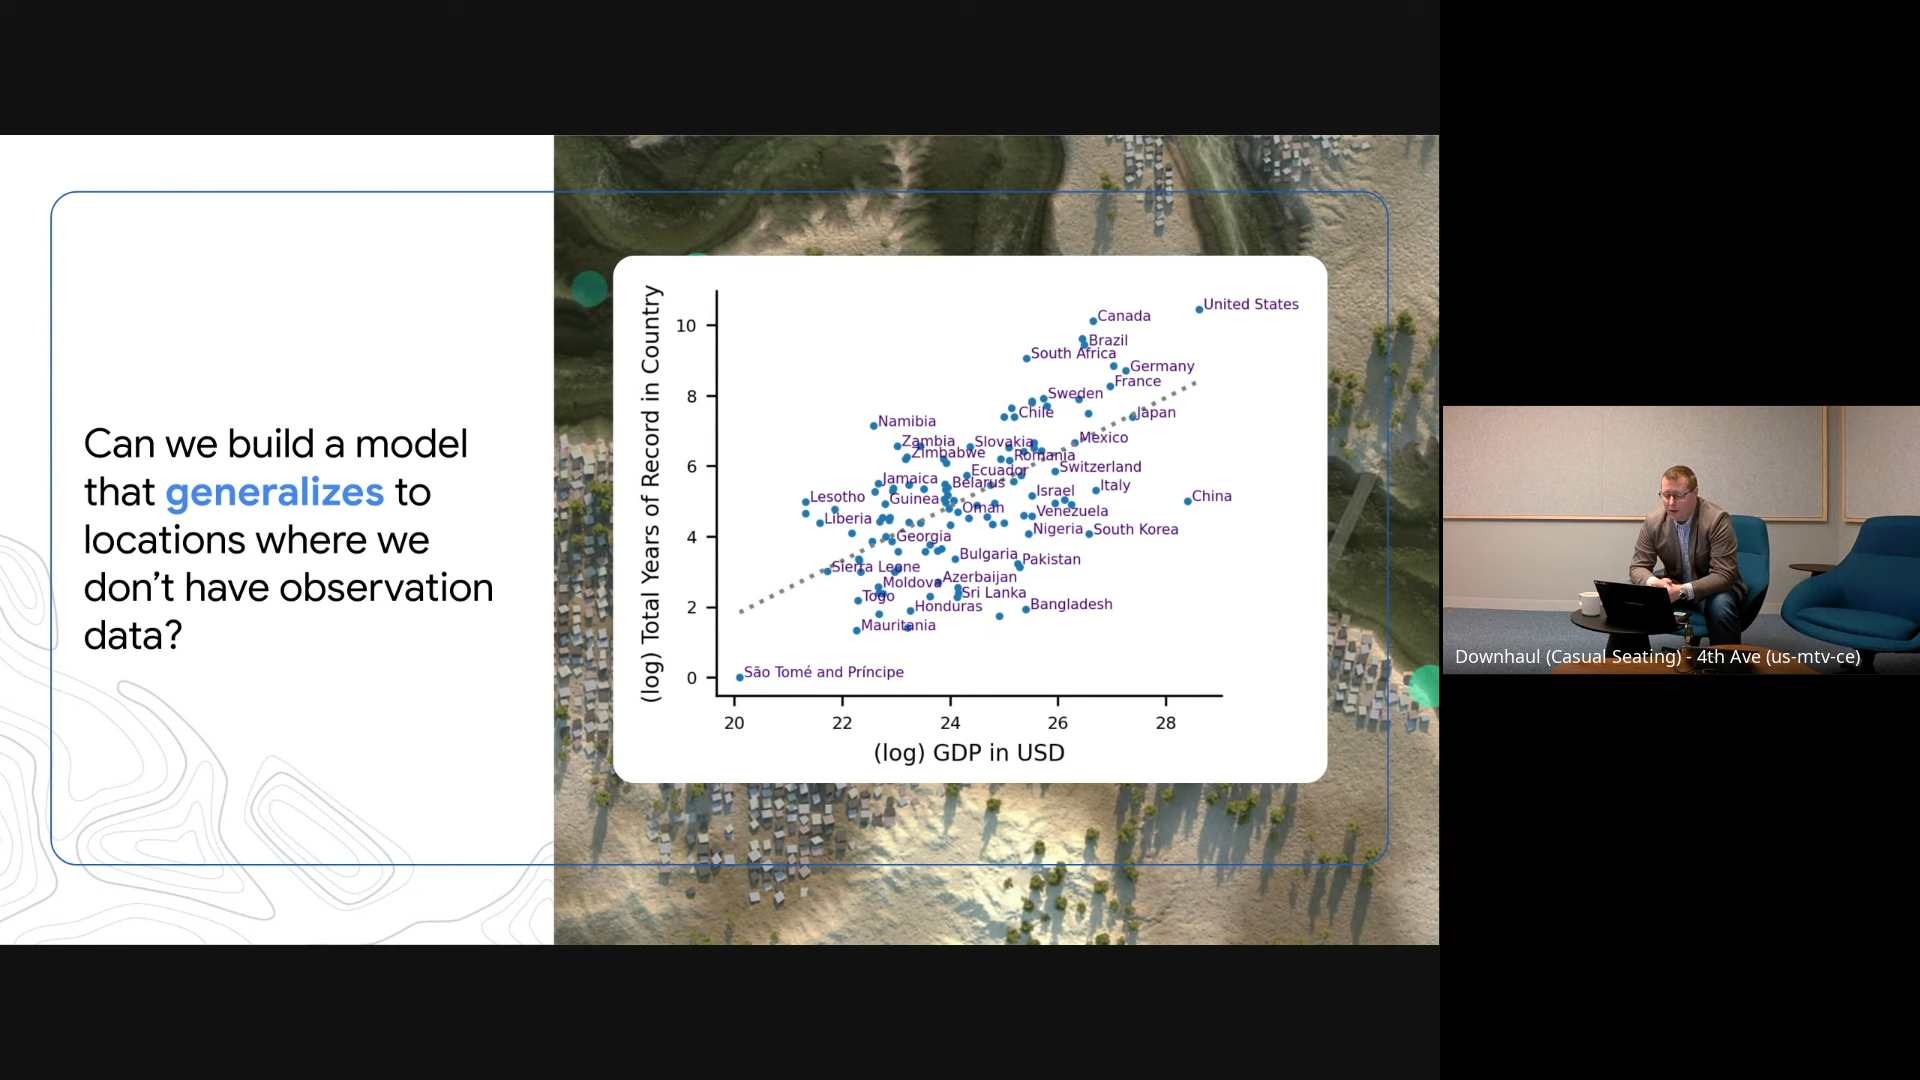 Can we build a model
that generalizes to
locations where we
don’t have observation
data?
(log) Total Years of Record in Country
10
8
6
4
2
0
United States
Canada
Brazil
South Africa
Germany
France
Sweden
Chile
Japan
Namibia
Mexico
Zambia
Slovakia
Zimbabwe
Romania
Switzerland
Ecuador
Jamaica
Belarus
Italy
Israel
Lesotho
Guinea
China
Oman
Venezuela
Liberia
Nigeria
South Korea
Georgia
Bulgaria
Pakistan
Sierra Leone
Azerbaijan
Moldova
Sri Lanka
Togo
Honduras
Bangladesh
Mauritania
São Tomé and Príncipe
20
22
24
26
28
(log) GDP in USD
Downhaul (Casual Seating) - 4th Ave (us-mtv-ce)